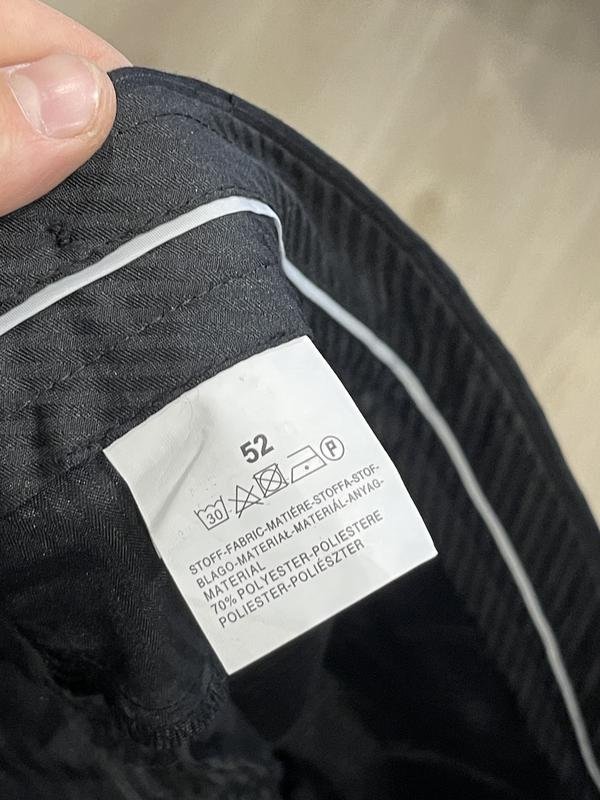 52
30 P
STOFF-FABRIC-MATIÈRE-STOFFA-STOF-
BLAGO-MATERIAŁ-MATERIÁL-ANYAG-
MATERIAL
70% POLYESTER-POLIESTERE
POLIESTER-POLIÉSZTER